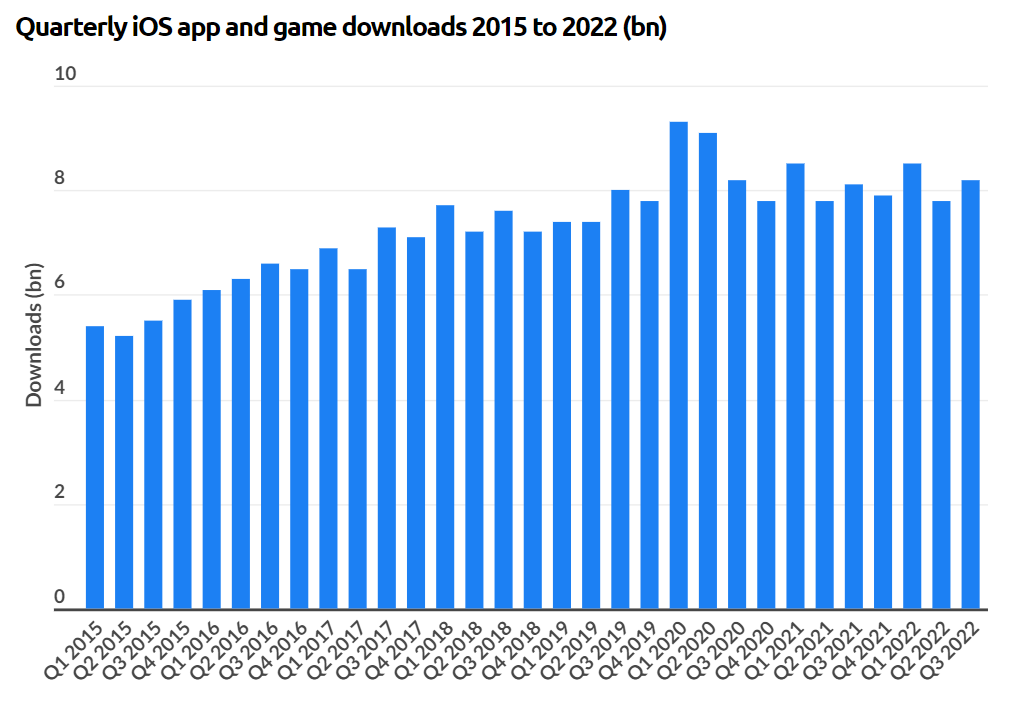 Quarterly iOS app and game downloads 2015 to 2022 (bn)
10
8
6
4
2
0
Downloads (bn)
Q1 2015
Q2 2015
Q3 2015
Q4 2015
Q1 2016
Q2 2016
Q3 2016
Q4 2016
Q1 2017
Q2 2017
Q3 2017
Q4 2017
Q1 2018
Q2 2018
Q3 2018
Q4 2018
Q1 2019
Q2 2019
Q3 2019
Q4 2019
Q1 2020
Q2 2020
Q3 2020
Q4 2020
Q1 2021
Q2 2021
Q3 2021
Q4 2021
Q1 2022
Q2 2022
Q3 2022